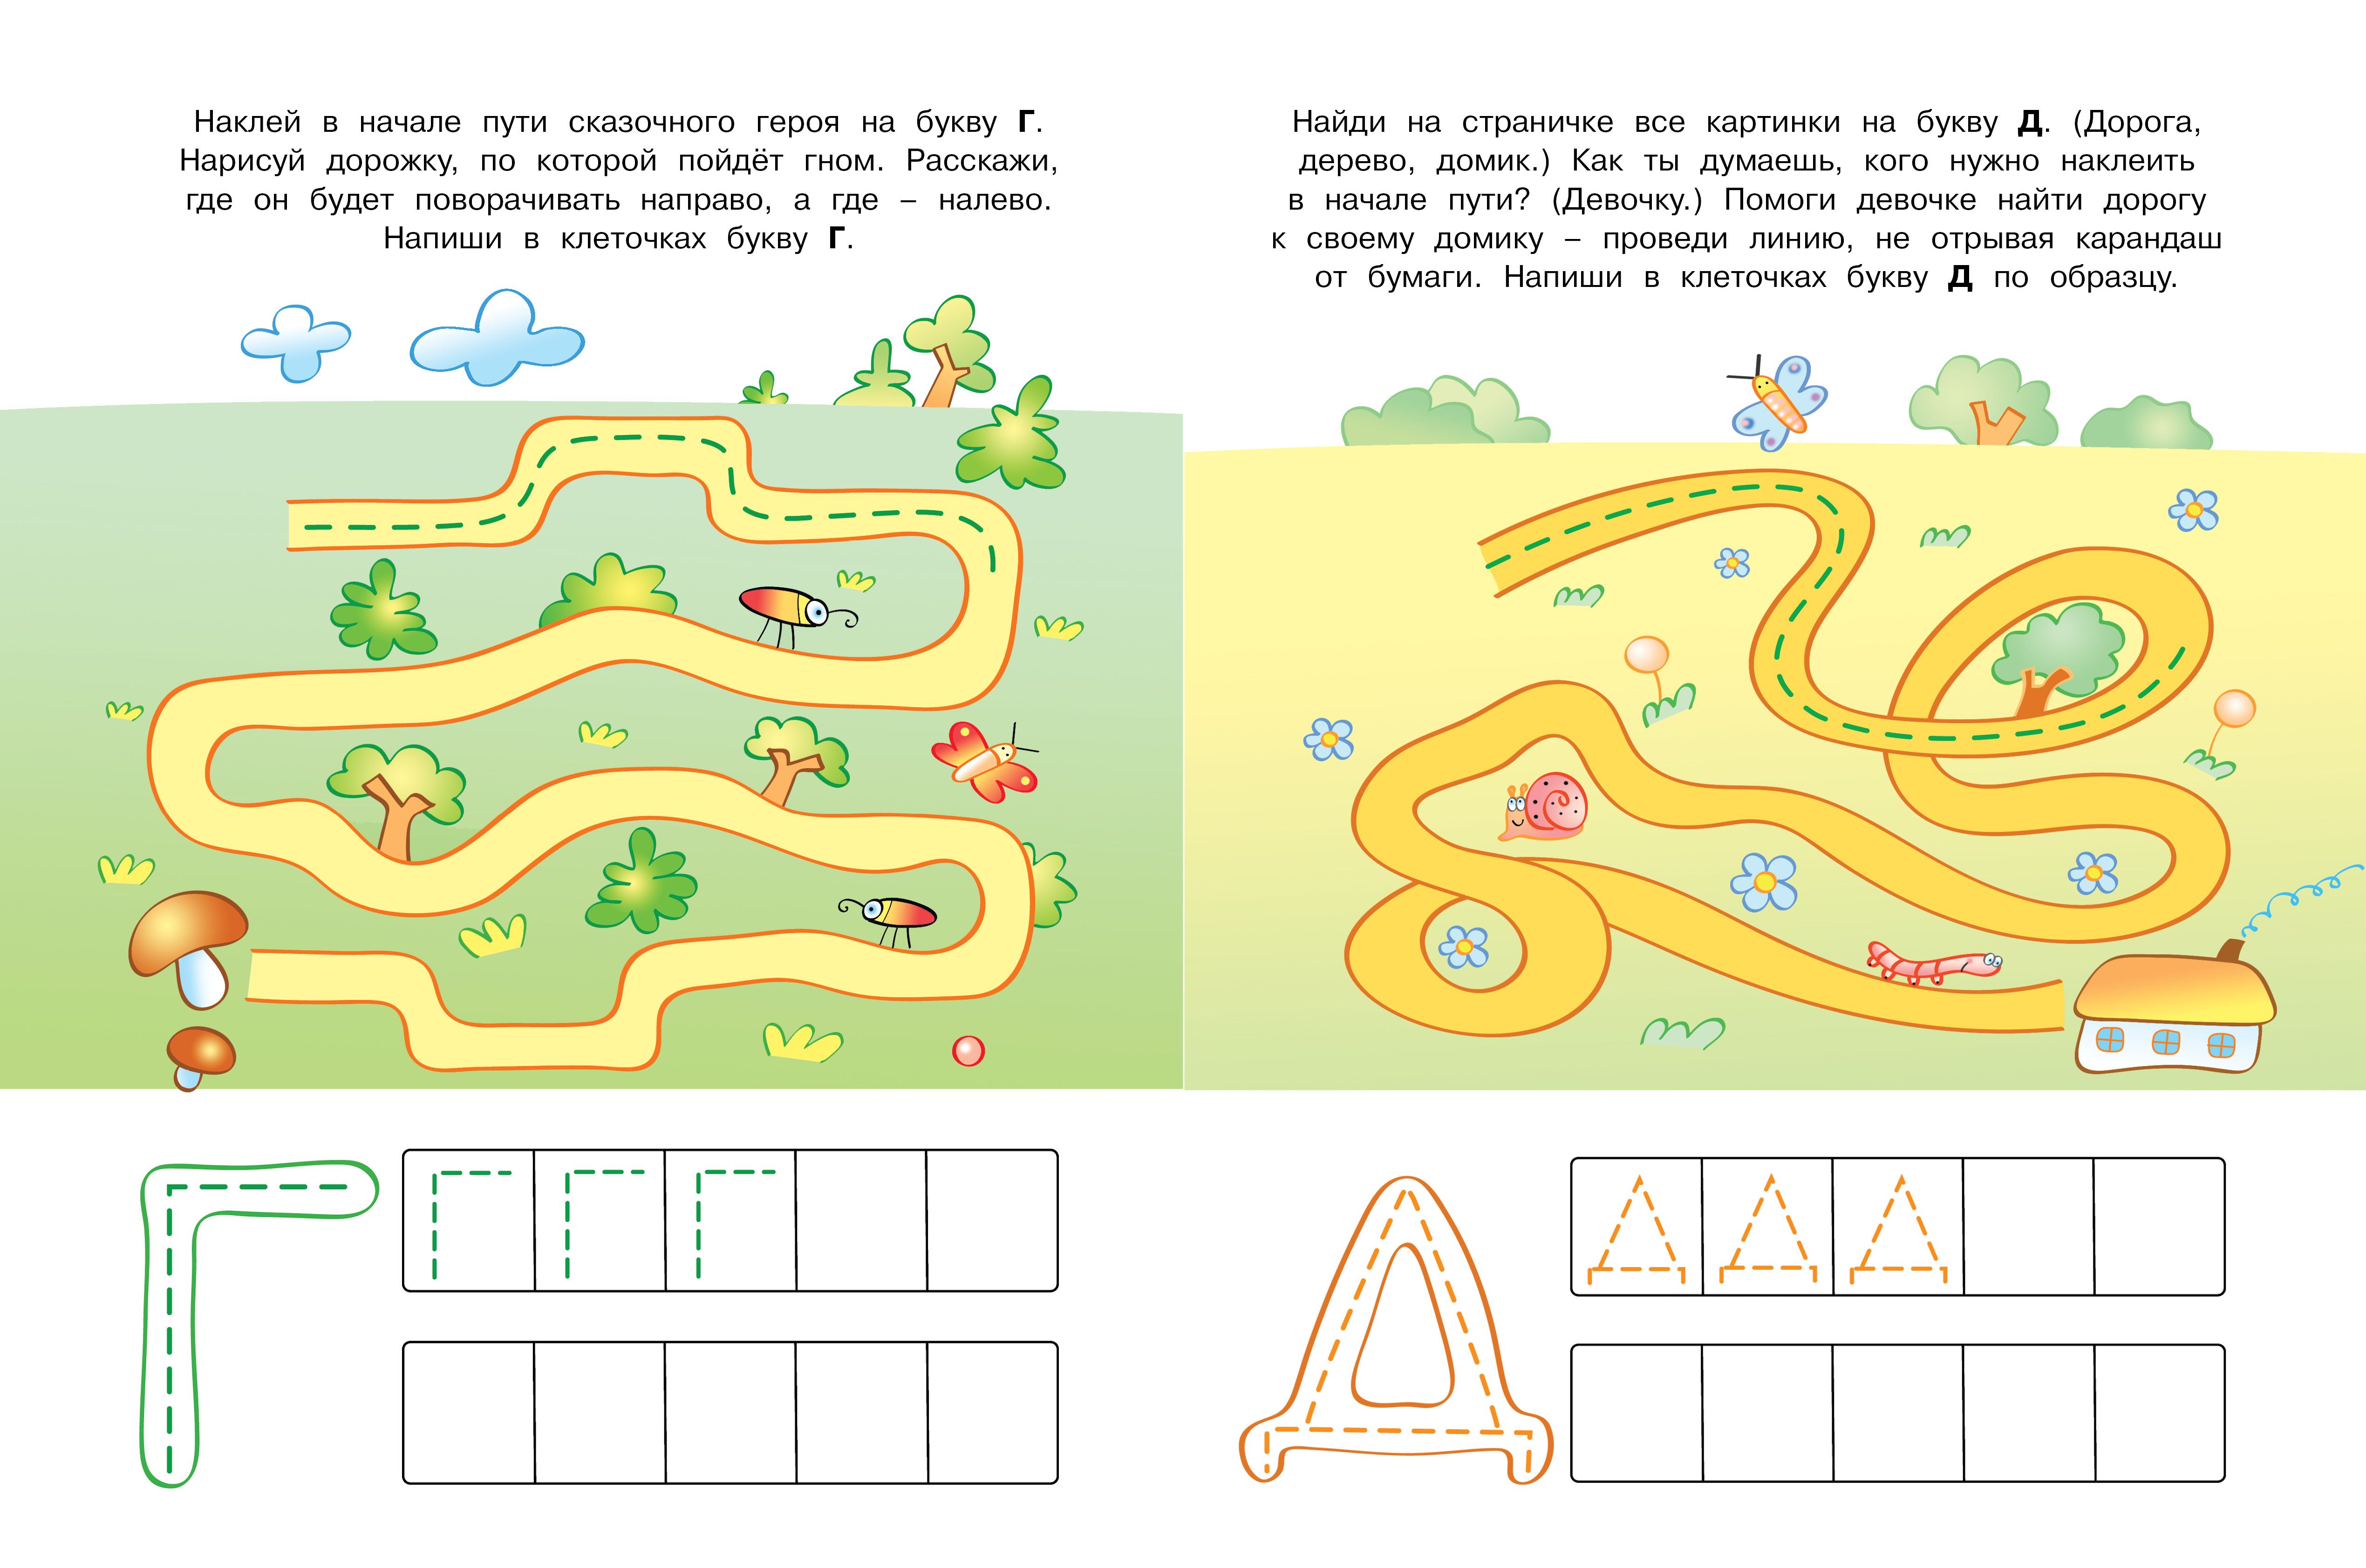 Наклей в начале пути сказочного героя на букву Г.
Нарисуй дорожку, по которой пойдёт гном. Расскажи,
где он будет поворачивать направо, а где – налево.
Напиши в клеточках букву Г.
Найди на страничке все картинки на букву Д. (Дорога,
дерево, домик.) Как ты думаешь, кого нужно наклеить
в начале пути? (Девочку.) Помоги девочке найти дорогу
к своему домику – проведи линию, не отрывая карандаш
от бумаги. Напиши в клеточках букву Д по образцу.
Г Г Г Г
Д Д Д Д